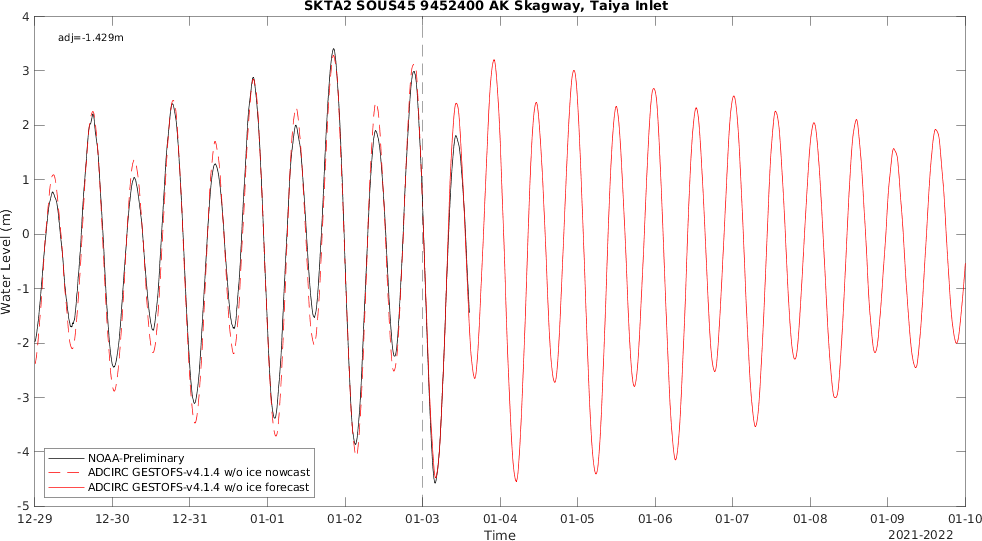 SKTA2 SOUS45 9452400 AK Skagway, Taiya Inlet
adj=-1.429m
4
3
2
1
0
-1
-2
-3
-4
-5
Water Level (m)
NOAA-Preliminary
ADCIRC GESTOFS-v4.1.4 w/o ice nowcast
ADCIRC GESTOFS-v4.1.4 w/o ice forecast
12-29 12-30 12-31 01-01 01-02 01-03 01-04 01-05 01-06 01-07 01-08 01-09 01-10
Time
2021-2022